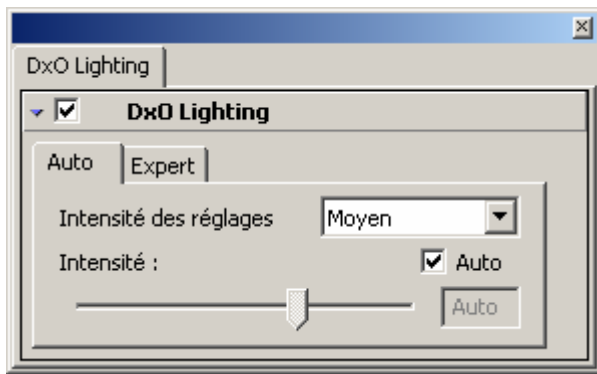 DxO Lighting
DxO Lighting
Auto Expert
Intensité des réglages Moyen
Intensité : Auto
Auto